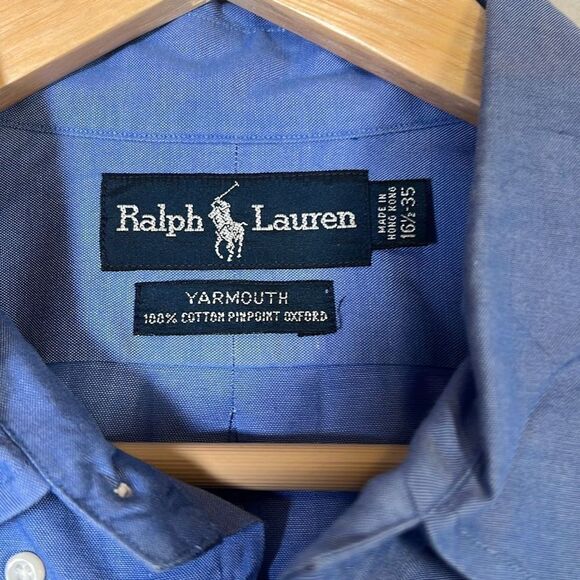 Ralph Lauren
MADE IN
HONG KONG
16½-35
YARMOUTH
100% COTTON PINPOINT OXFORD